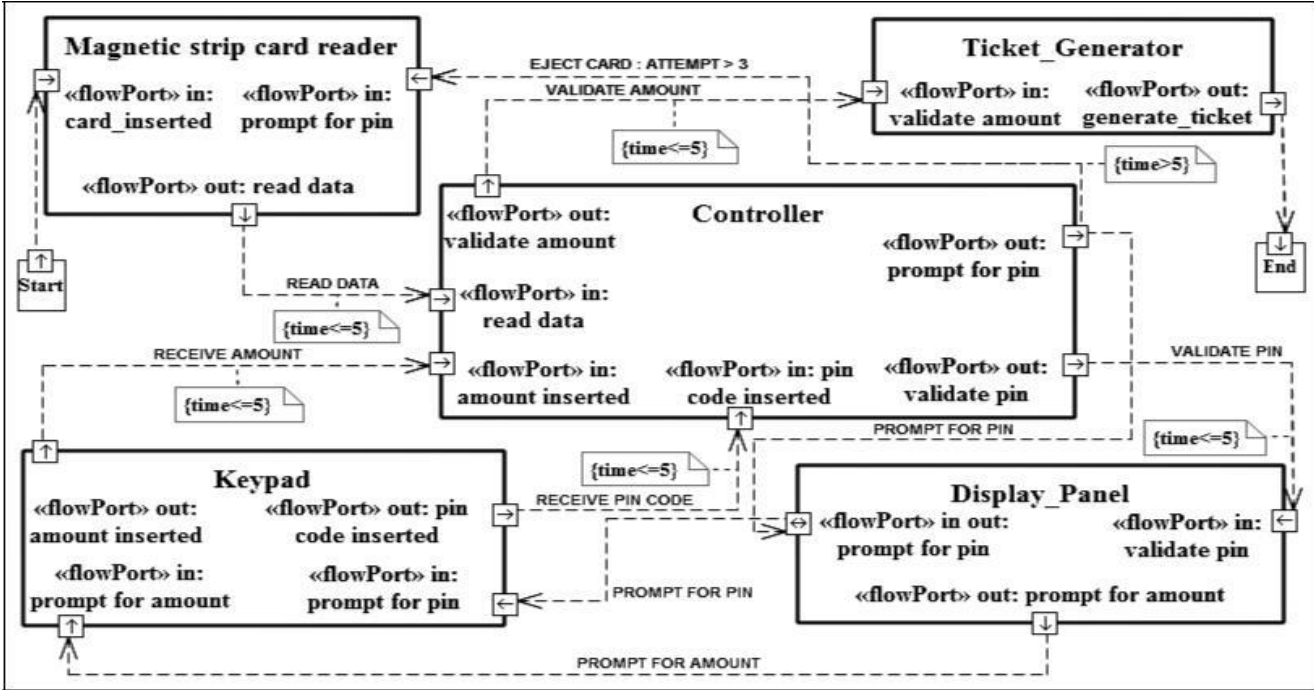 Magnetic strip card reader
«flowPort» in:
card_inserted
«flowPort» in:
prompt for pin
«flowPort» out: read data
EJECT CARD : ATTEMPT > 3
VALIDATE AMOUNT
{time<=5}
Ticket_Generator
«flowPort» in:
validate amount
«flowPort» out:
generate_ticket
{time>5}
Start
End
Controller
«flowPort» out:
validate amount
«flowPort» out:
prompt for pin
«flowPort» in:
read data
«flowPort» in:
amount inserted
«flowPort» in: pin
code inserted
«flowPort» out:
validate pin
READ DATA
{time<=5}
RECEIVE AMOUNT
{time<=5}
VALIDATE PIN
{time<=5}
PROMPT FOR PIN
{time<=5}
RECEIVE PIN CODE
Keypad
«flowPort» out:
amount inserted
«flowPort» out: pin
code inserted
«flowPort» in:
prompt for amount
«flowPort» in:
prompt for pin
PROMPT FOR PIN
Display_Panel
«flowPort» in out:
prompt for pin
«flowPort» in:
validate pin
«flowPort» out: prompt for amount
PROMPT FOR AMOUNT